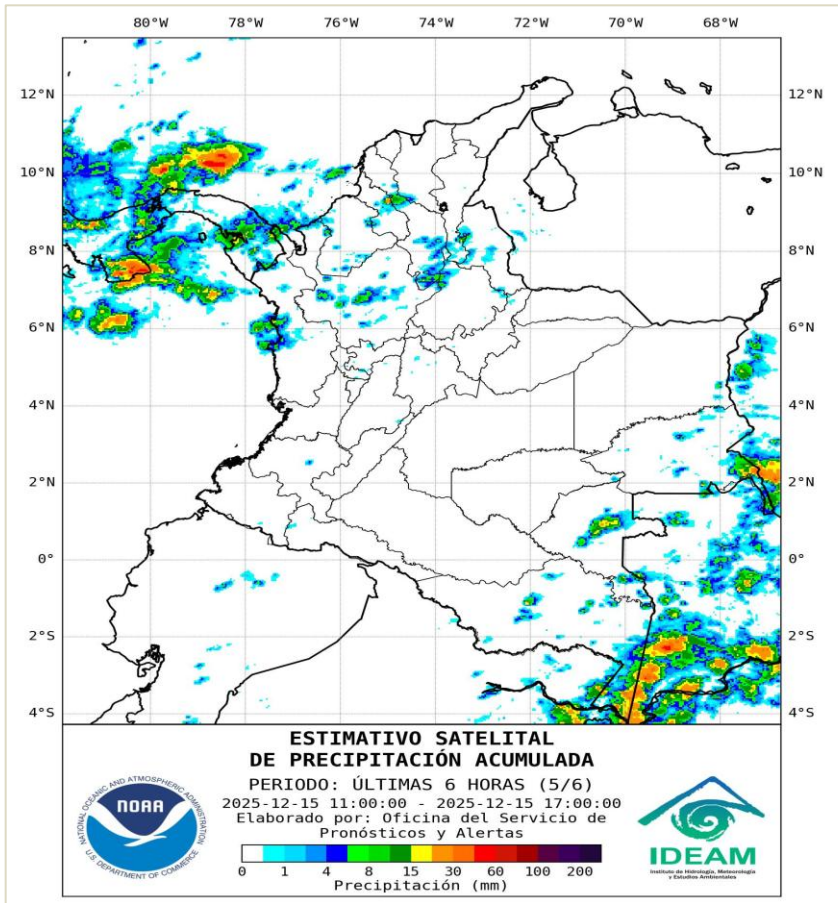 80°W 78°W 76°W 74°W 72°W 70°W 68°W
12°N 12°N
10°N 10°N
8°N 8°N
6°N 6°N
4°N 4°N
2°N 2°N
0° 0°
2°S 2°S
4°S 4°S
ESTIMATIVO SATELITAL
DE PRECIPITACIÓN ACUMULADA
PERIODO: ÚLTIMAS 6 HORAS (5/6)
2025-12-15 11:00:00 - 2025-12-15 17:00:00
Elaborado por: Oficina del Servicio de
Pronósticos y Alertas
0 1 4 8 15 30 60 100 200
Precipitación (mm)
NATIONAL OCEANIC AND ATMOSPHERIC ADMINISTRATION
NOAA
U.S. DEPARTMENT OF COMMERCE
IDEAM
Instituto de Hidrología, Meteorología
y Estudios Ambientales